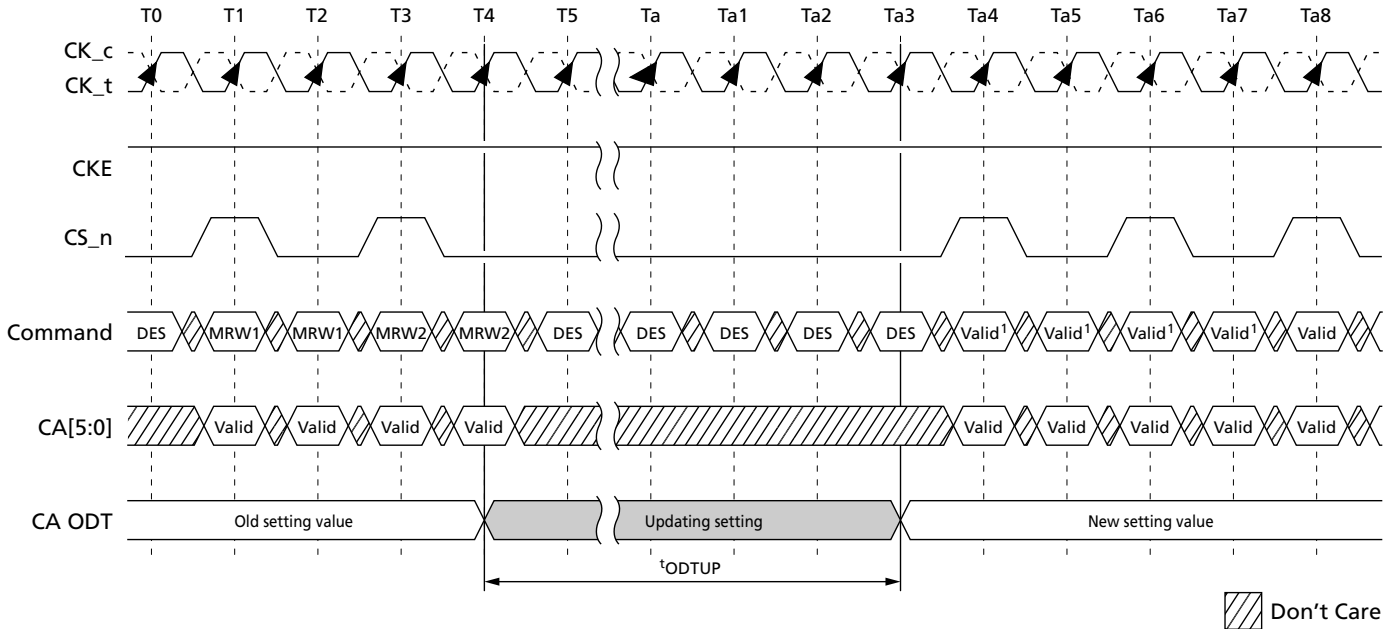 T0 T1 T2 T3 T4 T5 Ta Ta1 Ta2 Ta3 Ta4 Ta5 Ta6 Ta7 Ta8
CK_c
CK_t
CKE
CS_n
Command DES MRW1 MRW1 MRW2 MRW2 DES DES DES DES DES Valid1 Valid1 Valid1 Valid1 Valid
CA[5:0] Valid Valid Valid Valid Valid Valid Valid Valid Valid
CA ODT Old setting value Updating setting New setting value
tODTUP
Don't Care